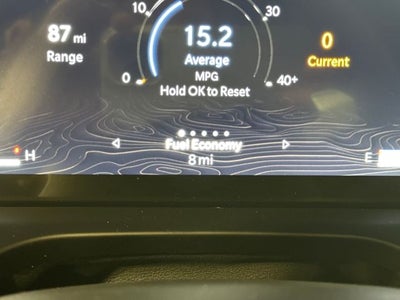 10
30
87 mi
Range
15.2
Average
MPG
0
Current
0
40+
Hold OK to Reset
H
Fuel Economy
8 mi
E